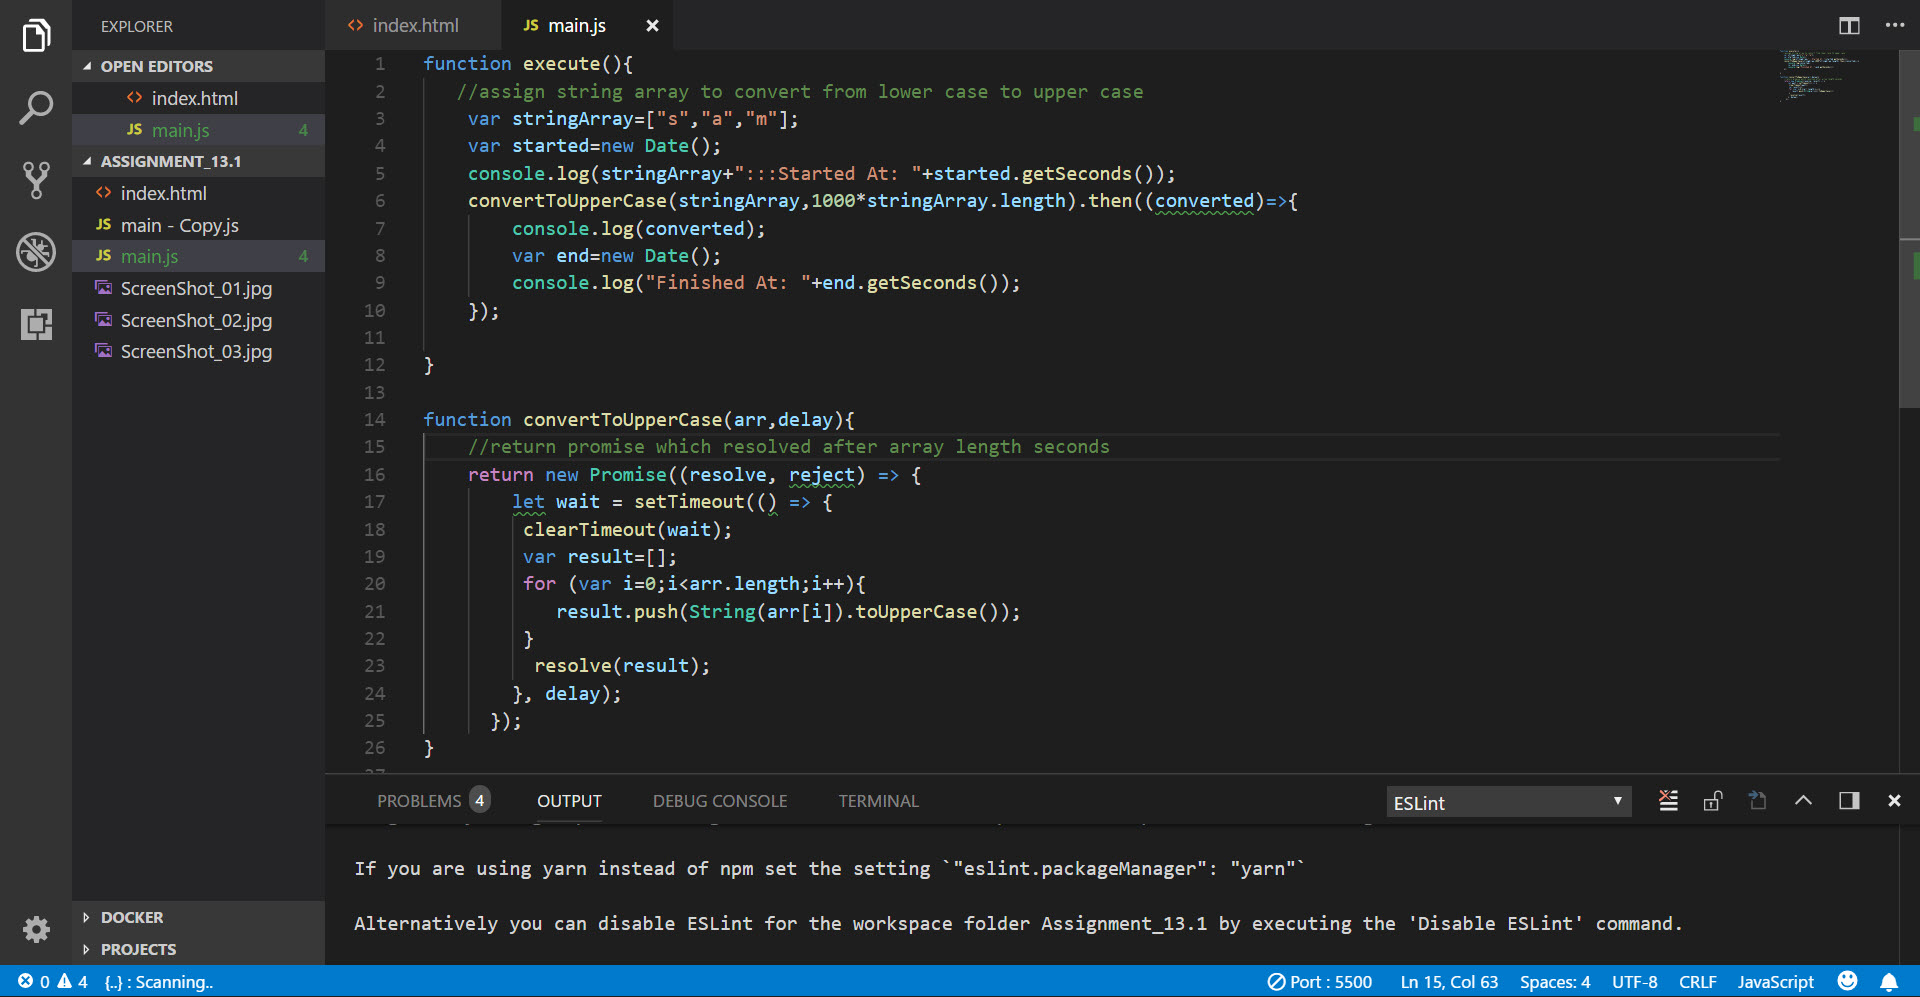 EXPLORER
OPEN EDITORS
index.html
JS main.js 4
ASSIGNMENT_13.1
index.html
JS main - Copy.js
JS main.js 4
ScreenShot_01.jpg
ScreenShot_02.jpg
ScreenShot_03.jpg
DOCKER
PROJECTS
index.html JS main.js
1 function execute(){
2 //assign string array to convert from lower case to upper case
3 var stringArray=["s","a","m"];
4 var started=new Date();
5 console.log(stringArray+":::Started At: "+started.getSeconds());
6 convertToUpperCase(stringArray,1000*stringArray.length).then((converted)=>{
7 console.log(converted);
8 var end=new Date();
9 console.log("Finished At: "+end.getSeconds());
10 });
11
12 }
13
14 function convertToUpperCase(arr,delay){
15 //return promise which resolved after array length seconds
16 return new Promise((resolve, reject) => {
17 let wait = setTimeout(() => {
18 clearTimeout(wait);
19 var result=[];
20 for (var i=0;i<arr.length;i++){
21 result.push(String(arr[i]).toUpperCase());
22 }
23 resolve(result);
24 }, delay);
25 });
26 }
PROBLEMS 4 OUTPUT DEBUG CONSOLE TERMINAL ESLint
If you are using yarn instead of npm set the setting `"eslint.packageManager": "yarn"`
Alternatively you can disable ESLint for the workspace folder Assignment_13.1 by executing the 'Disable ESLint' command.
0 4 {..} : Scanning.. Port : 5500 Ln 15, Col 63 Spaces: 4 UTF-8 CRLF JavaScript